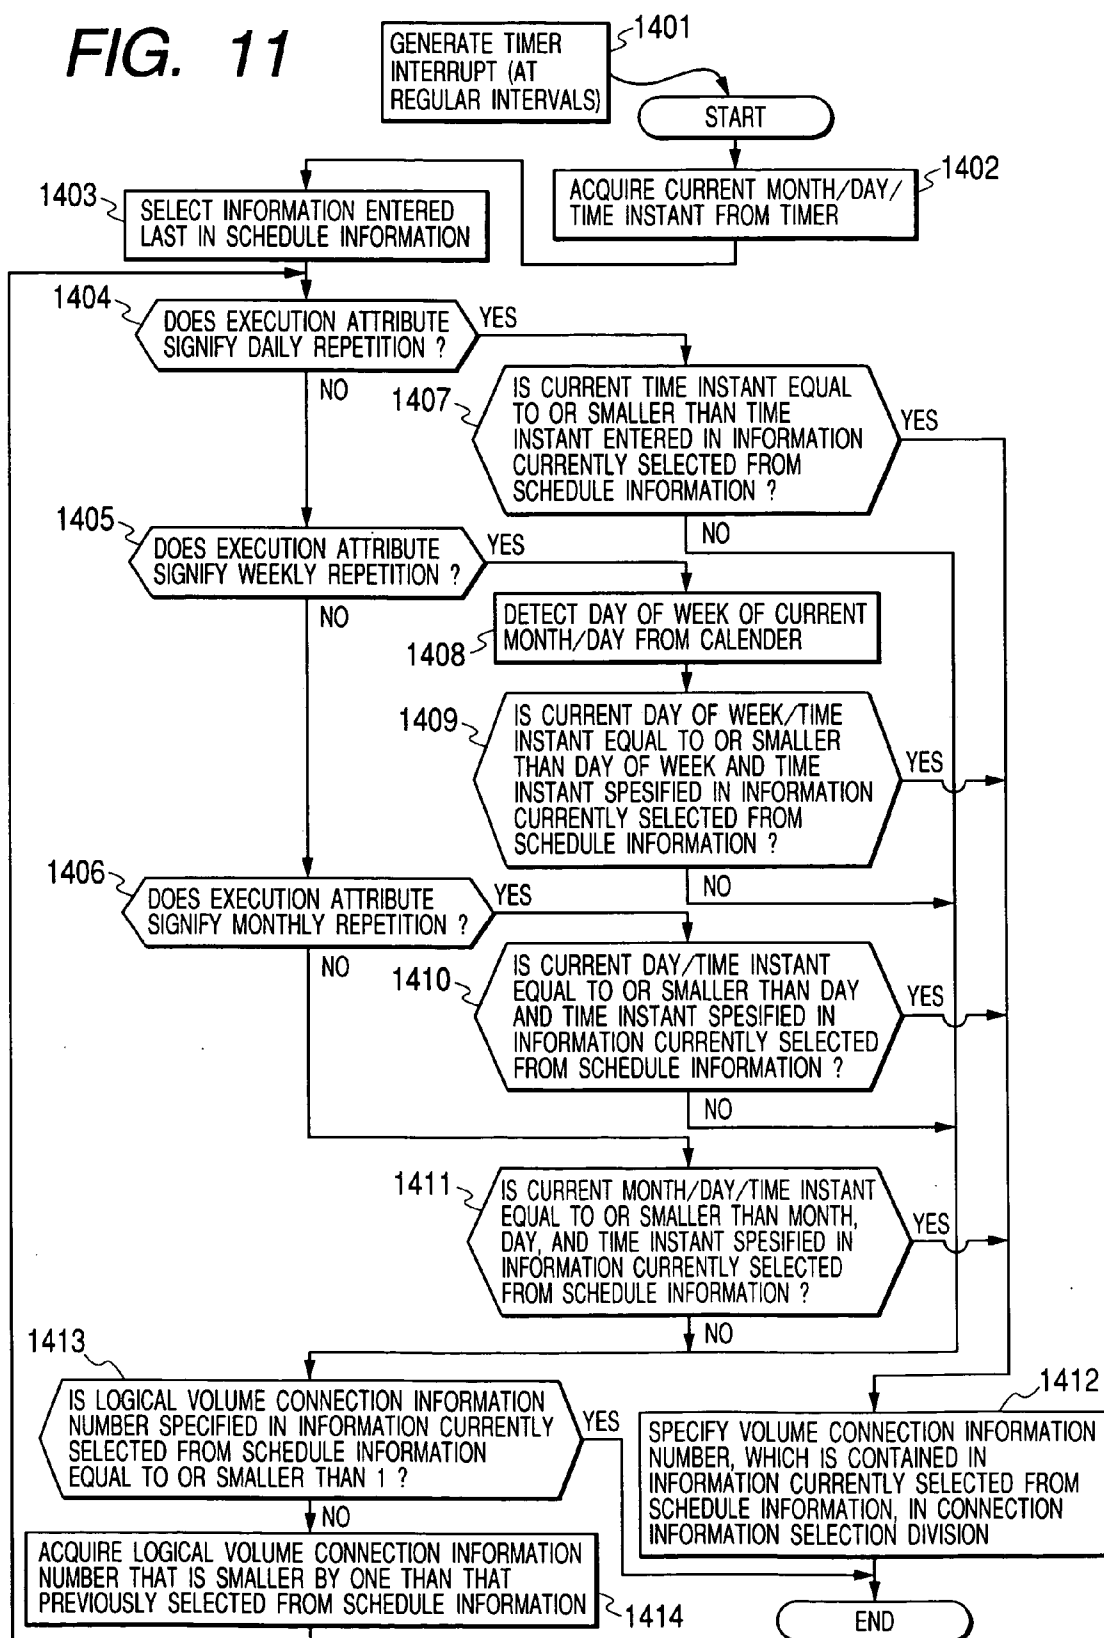 FIG. 11
1401
GENERATE TIMER
INTERRUPT (AT
REGULAR INTERVALS)
START
1402
ACQUIRE CURRENT MONTH/DAY/
TIME INSTANT FROM TIMER
1403
SELECT INFORMATION ENTERED
LAST IN SCHEDULE INFORMATION
1404
DOES EXECUTION ATTRIBUTE
SIGNIFY DAILY REPETITION ?
YES
NO
1407
IS CURRENT TIME INSTANT EQUAL
TO OR SMALLER THAN TIME
INSTANT ENTERED IN INFORMATION
CURRENTLY SELECTED FROM
SCHEDULE INFORMATION ?
YES
NO
1405
DOES EXECUTION ATTRIBUTE
SIGNIFY WEEKLY REPETITION ?
YES
NO
1408
DETECT DAY OF WEEK OF CURRENT
MONTH/DAY FROM CALENDER
1409
IS CURRENT DAY OF WEEK/TIME
INSTANT EQUAL TO OR SMALLER
THAN DAY OF WEEK AND TIME
INSTANT SPESIFIED IN INFORMATION
CURRENTLY SELECTED FROM
SCHEDULE INFORMATION ?
YES
NO
1406
DOES EXECUTION ATTRIBUTE
SIGNIFY MONTHLY REPETITION ?
YES
NO
1410
IS CURRENT DAY/TIME INSTANT
EQUAL TO OR SMALLER THAN DAY
AND TIME INSTANT SPESIFIED IN
INFORMATION CURRENTLY SELECTED
FROM SCHEDULE INFORMATION ?
YES
NO
1411
IS CURRENT MONTH/DAY/TIME INSTANT
EQUAL TO OR SMALLER THAN MONTH,
DAY, AND TIME INSTANT SPESIFIED IN
INFORMATION CURRENTLY SELECTED
FROM SCHEDULE INFORMATION ?
YES
NO
1413
IS LOGICAL VOLUME CONNECTION INFORMATION
NUMBER SPECIFIED IN INFORMATION CURRENTLY
SELECTED FROM SCHEDULE INFORMATION
EQUAL TO OR SMALLER THAN 1 ?
YES
NO
1412
SPECIFY VOLUME CONNECTION INFORMATION
NUMBER, WHICH IS CONTAINED IN
INFORMATION CURRENTLY SELECTED FROM
SCHEDULE INFORMATION, IN CONNECTION
INFORMATION SELECTION DIVISION
ACQUIRE LOGICAL VOLUME CONNECTION INFORMATION
NUMBER THAT IS SMALLER BY ONE THAN THAT
PREVIOUSLY SELECTED FROM SCHEDULE INFORMATION
1414
END